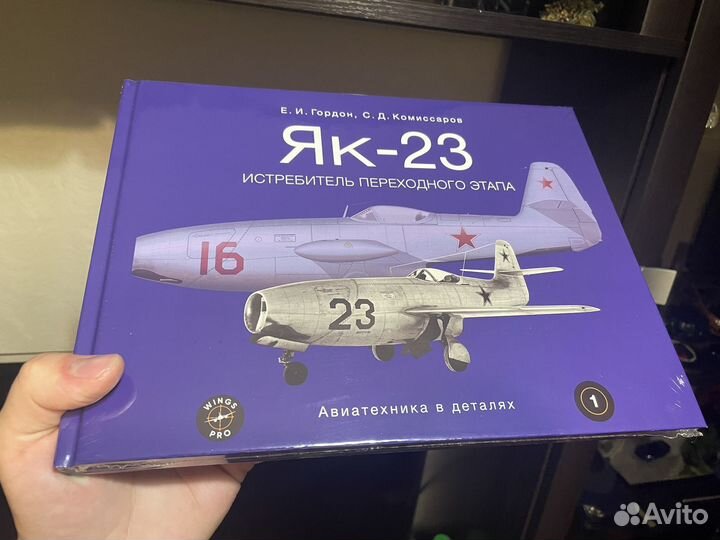 Е. И. Гордон, С. Д. Комиссаров
Як-23
ИСТРЕБИТЕЛЬ ПЕРЕХОДНОГО ЭТАПА
16
23
Авиатехника в деталях
WINGS
PRO
1
Avito